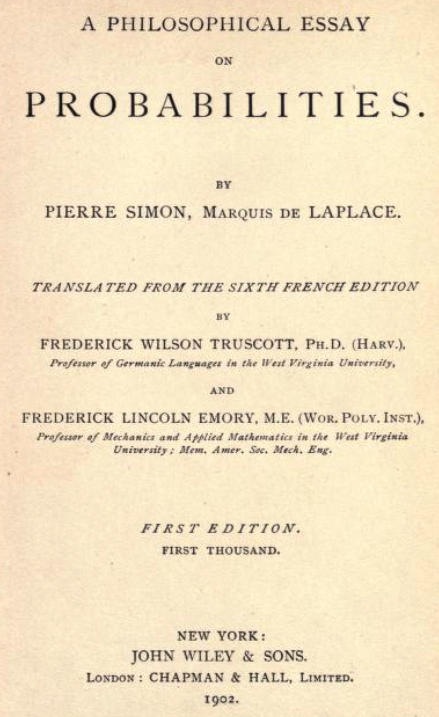 A PHILOSOPHICAL ESSAY
ON
PROBABILITIES.
BY
PIERRE SIMON, MARQUIS DE LAPLACE.
TRANSLATED FROM THE SIXTH FRENCH EDITION
BY
FREDERICK WILSON TRUSCOTT, PH.D. (HARV.),
Professor of Germanic Languages in the West Virginia University,
AND
FREDERICK LINCOLN EMORY, M.E. (WOR. POLY. INST.),
Professor of Mechanics and Applied Mathematics in the West Virginia
University; Mem. Amer. Soc. Mech. Eng.
FIRST EDITION.
FIRST THOUSAND.
NEW YORK:
JOHN WILEY & SONS.
LONDON: CHAPMAN & HALL, LIMITED.
1902.